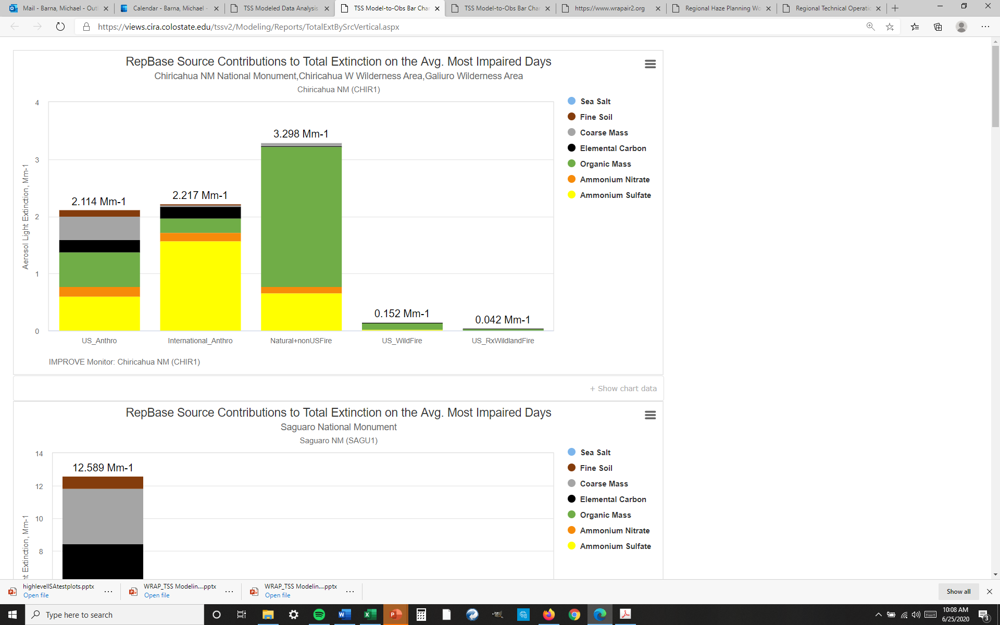 Mail - Barna, Michael - Outl
Calendar - Barna, Michael -
TSS Modeled Data Analysis
TSS Model-to-Obs Bar Char
TSS Model-to-Obs Bar Char
https://www.wrapair2.org
Regional Haze Planning Wo
Regional Technical Operatio
https://views.cira.colostate.edu/tssv2/Modeling/Reports/TotalExtBySrcVertical.aspx
RepBase Source Contributions to Total Extinction on the Avg. Most Impaired Days
Chiricahua NM National Monument,Chiricahua W Wilderness Area,Galiuro Wilderness Area
Chiricahua NM (CHIR1)
Aerosol Light Extinction, Mm-1
4
3
2
1
0
2.114 Mm-1
2.217 Mm-1
3.298 Mm-1
0.152 Mm-1
0.042 Mm-1
US_Anthro
International_Anthro
Natural+nonUSFire
US_WildFire
US_RxWildlandFire
Sea Salt
Fine Soil
Coarse Mass
Elemental Carbon
Organic Mass
Ammonium Nitrate
Ammonium Sulfate
IMPROVE Monitor: Chiricahua NM (CHIR1)
+ Show chart data
RepBase Source Contributions to Total Extinction on the Avg. Most Impaired Days
Saguaro National Monument
Saguaro NM (SAGU1)
14
12
10
8
12.589 Mm-1
Extinction, Mm-1
Sea Salt
Fine Soil
Coarse Mass
Elemental Carbon
Organic Mass
Ammonium Nitrate
Ammonium Sulfate
highlevelISAtestplots.pptx
Open file
WRAP_TSS Modelin....pptx
Open file
WRAP_TSS Modelin....pptx
Open file
Show all
Type here to search
10:08 AM
6/25/2020
3